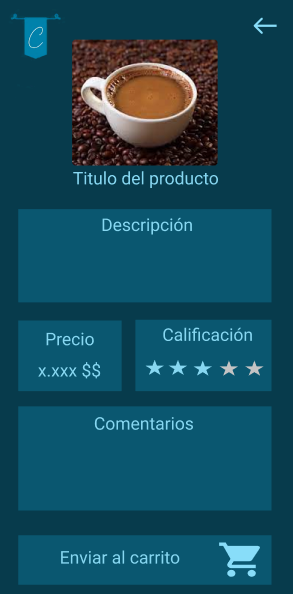 C
Titulo del producto
Descripción
Precio
x.xxx $$
Calificación
Comentarios
Enviar al carrito